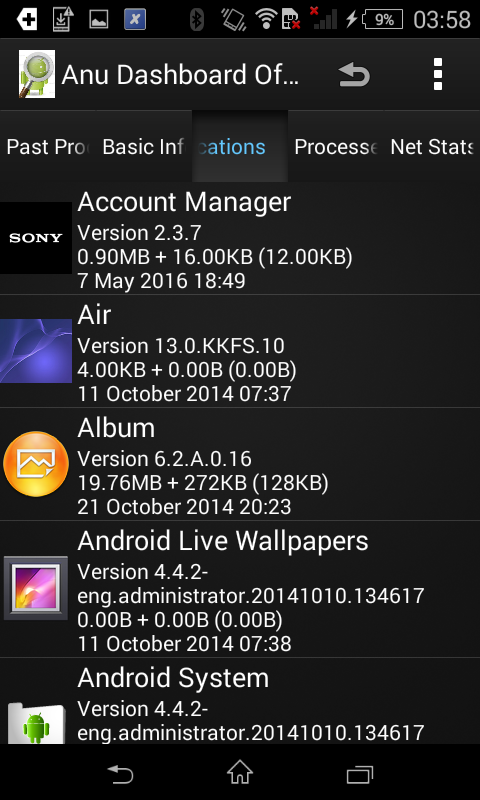 9% 03:58
Anu Dashboard Of...
Past Pro Basic Inf cations Processe Net Stats
Account Manager
SONY
Version 2.3.7
0.90MB + 16.00KB (12.00KB)
7 May 2016 18:49
Air
Version 13.0.KKFS.10
4.00KB + 0.00B (0.00B)
11 October 2014 07:37
Album
Version 6.2.A.0.16
19.76MB + 272KB (128KB)
21 October 2014 20:23
Android Live Wallpapers
Version 4.4.2-
eng.administrator.20141010.134617
0.00B + 0.00B (0.00B)
11 October 2014 07:38
Android System
Version 4.4.2-
eng.administrator.20141010.134617